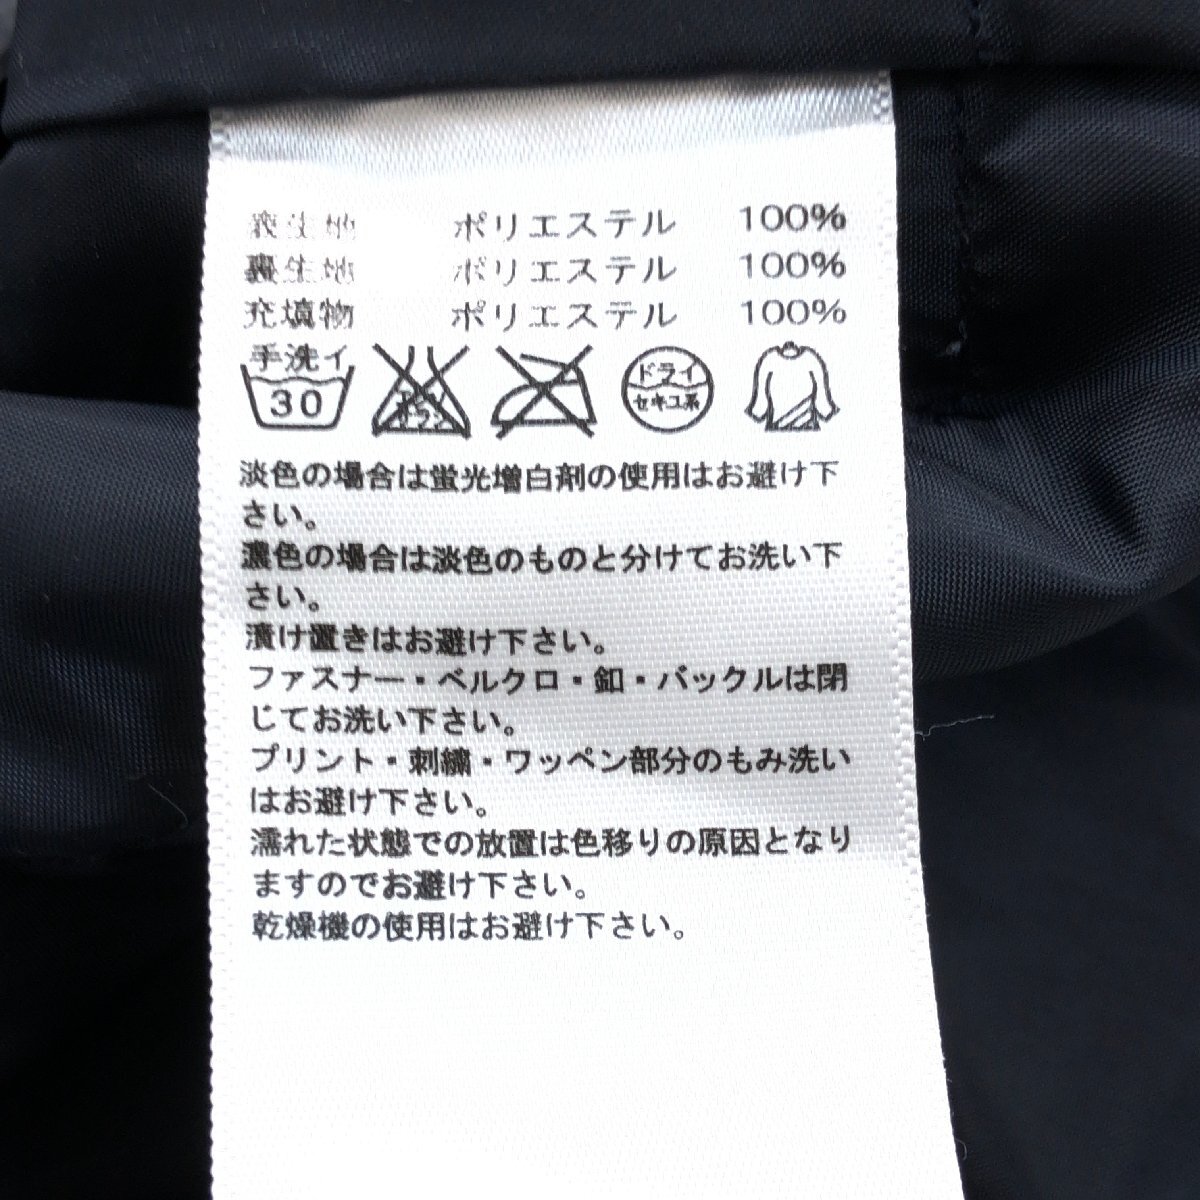 表生地 ポリエステル 100%
裏生地 ポリエステル 100%
充填物 ポリエステル 100%
手洗イ
30
エンソ
サラシ
ドライ
セキユ系
淡色の場合は蛍光増白剤の使用はお避け下
さい。
濃色の場合は淡色のものと分けてお洗い下
さい。
漬け置きはお避け下さい。
ファスナー・ベルクロ・釦・バックルは閉
じてお洗い下さい。
プリント・刺繍・ワッペン部分のもみ洗い
はお避け下さい。
濡れた状態での放置は色移りの原因となり
ますのでお避け下さい。
乾燥機の使用はお避け下さい。